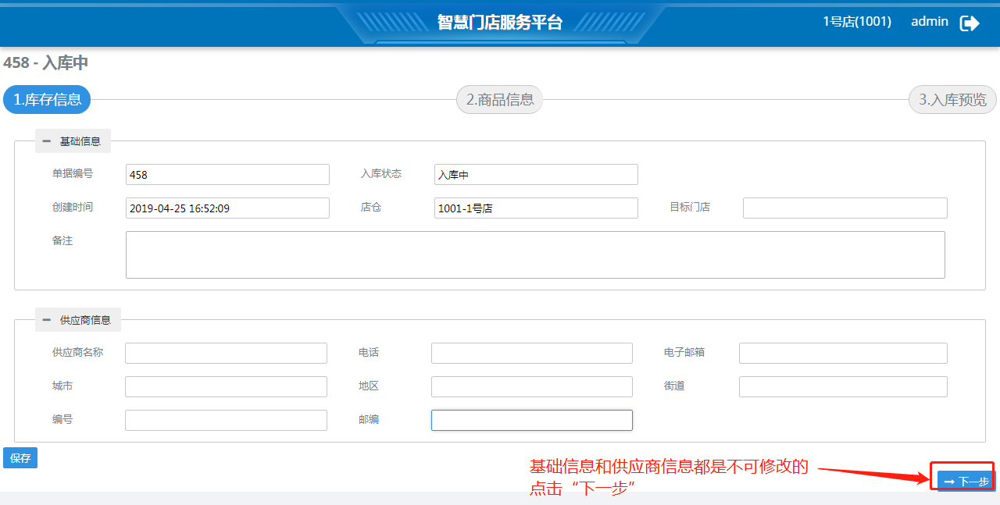 智慧门店服务平台
1号店(1001) admin
458 - 入库中
1.库存信息 2.商品信息 3.入库预览
基础信息
单据编号 458 入库状态 入库中
创建时间 2019-04-25 16:52:09 店仓 1001-1号店 目标门店
备注
供应商信息
供应商名称 电话 电子邮箱
城市 地区 街道
编号 邮编
保存
基础信息和供应商信息都是不可修改的
点击“下一步”
下一步